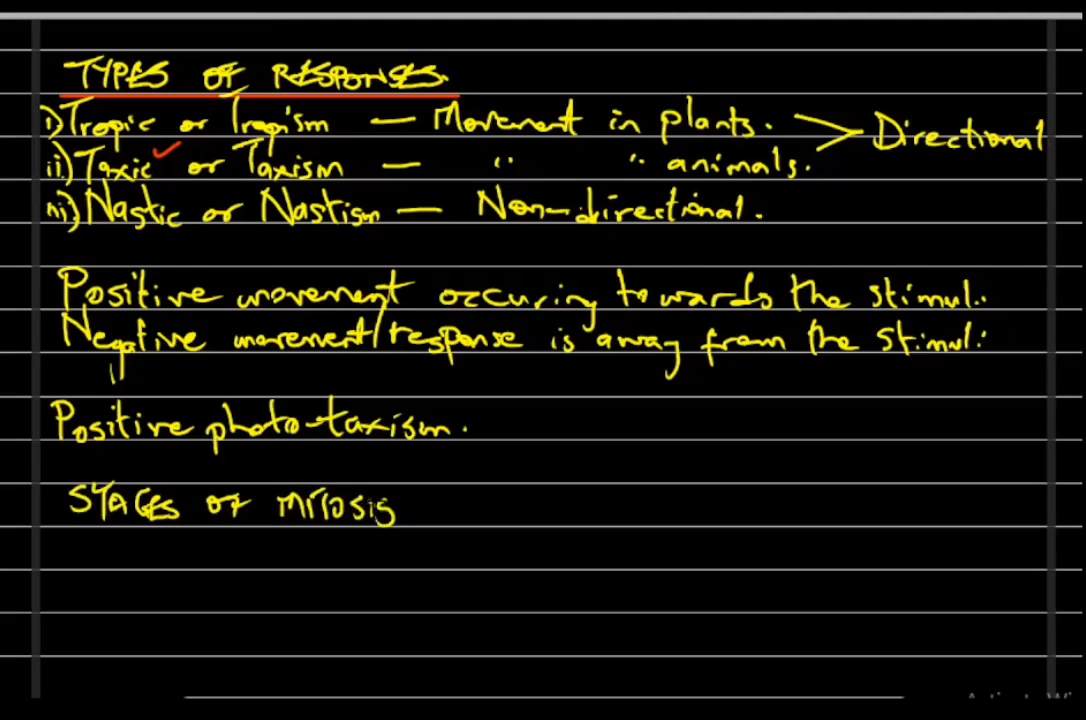 TYPES OF RESPONSES.
i) Tropic or Tropism — Movement in plants. > Directional
ii) Taxic ✓ or Taxism — " " animals.
iii) Nastic or Nastism — Non-directional.
Positive movement occuring towards the stimuli.
Negative movement/response is away from the stimuli
Positive photo-taxism.
STAGES OF MITOSIS